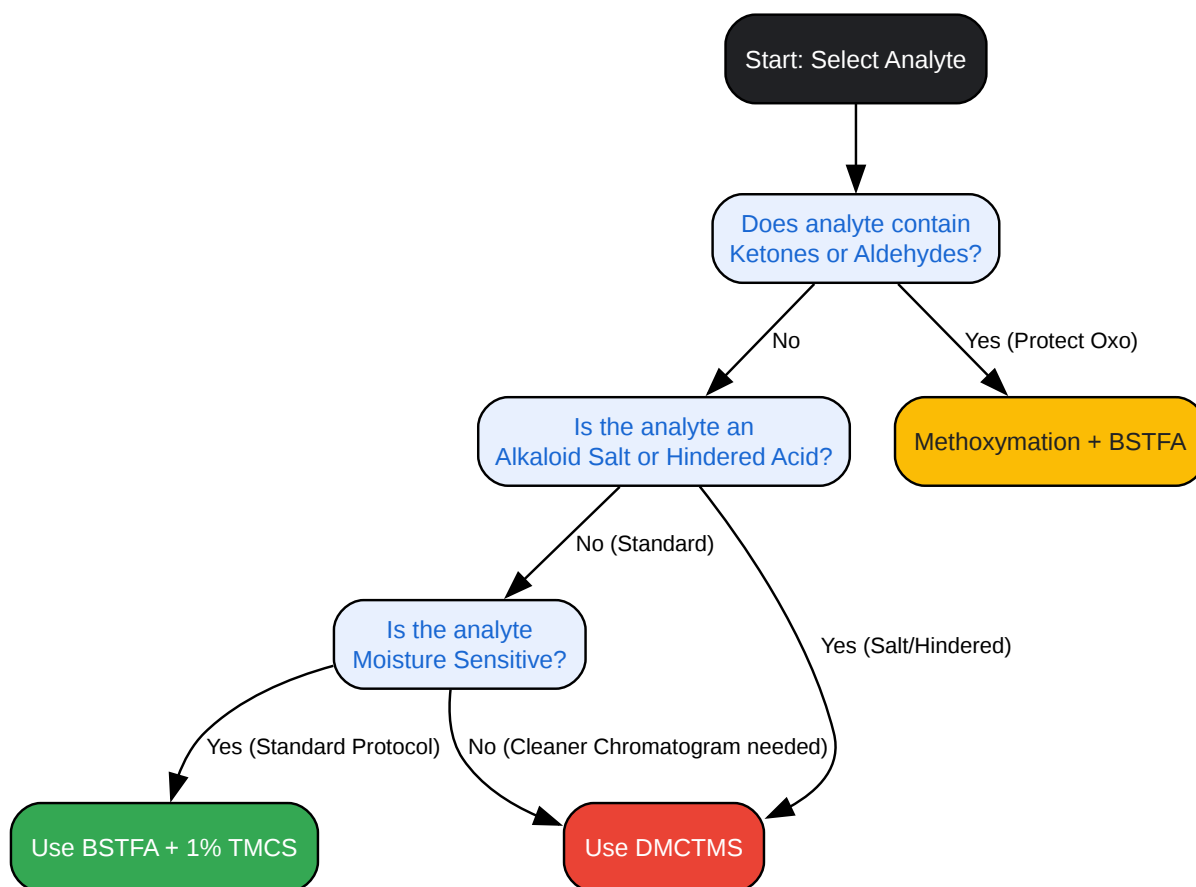 Start: Select Analyte
Does analyte contain
Ketones or Aldehydes?
No
Yes (Protect Oxo)
Is the analyte an
Alkaloid Salt or Hindered Acid?
Methoxymation + BSTFA
No (Standard)
Is the analyte
Moisture Sensitive?
Yes (Salt/Hindered)
Yes (Standard Protocol)
No (Cleaner Chromatogram needed)
Use BSTFA + 1% TMCS
Use DMCTMS